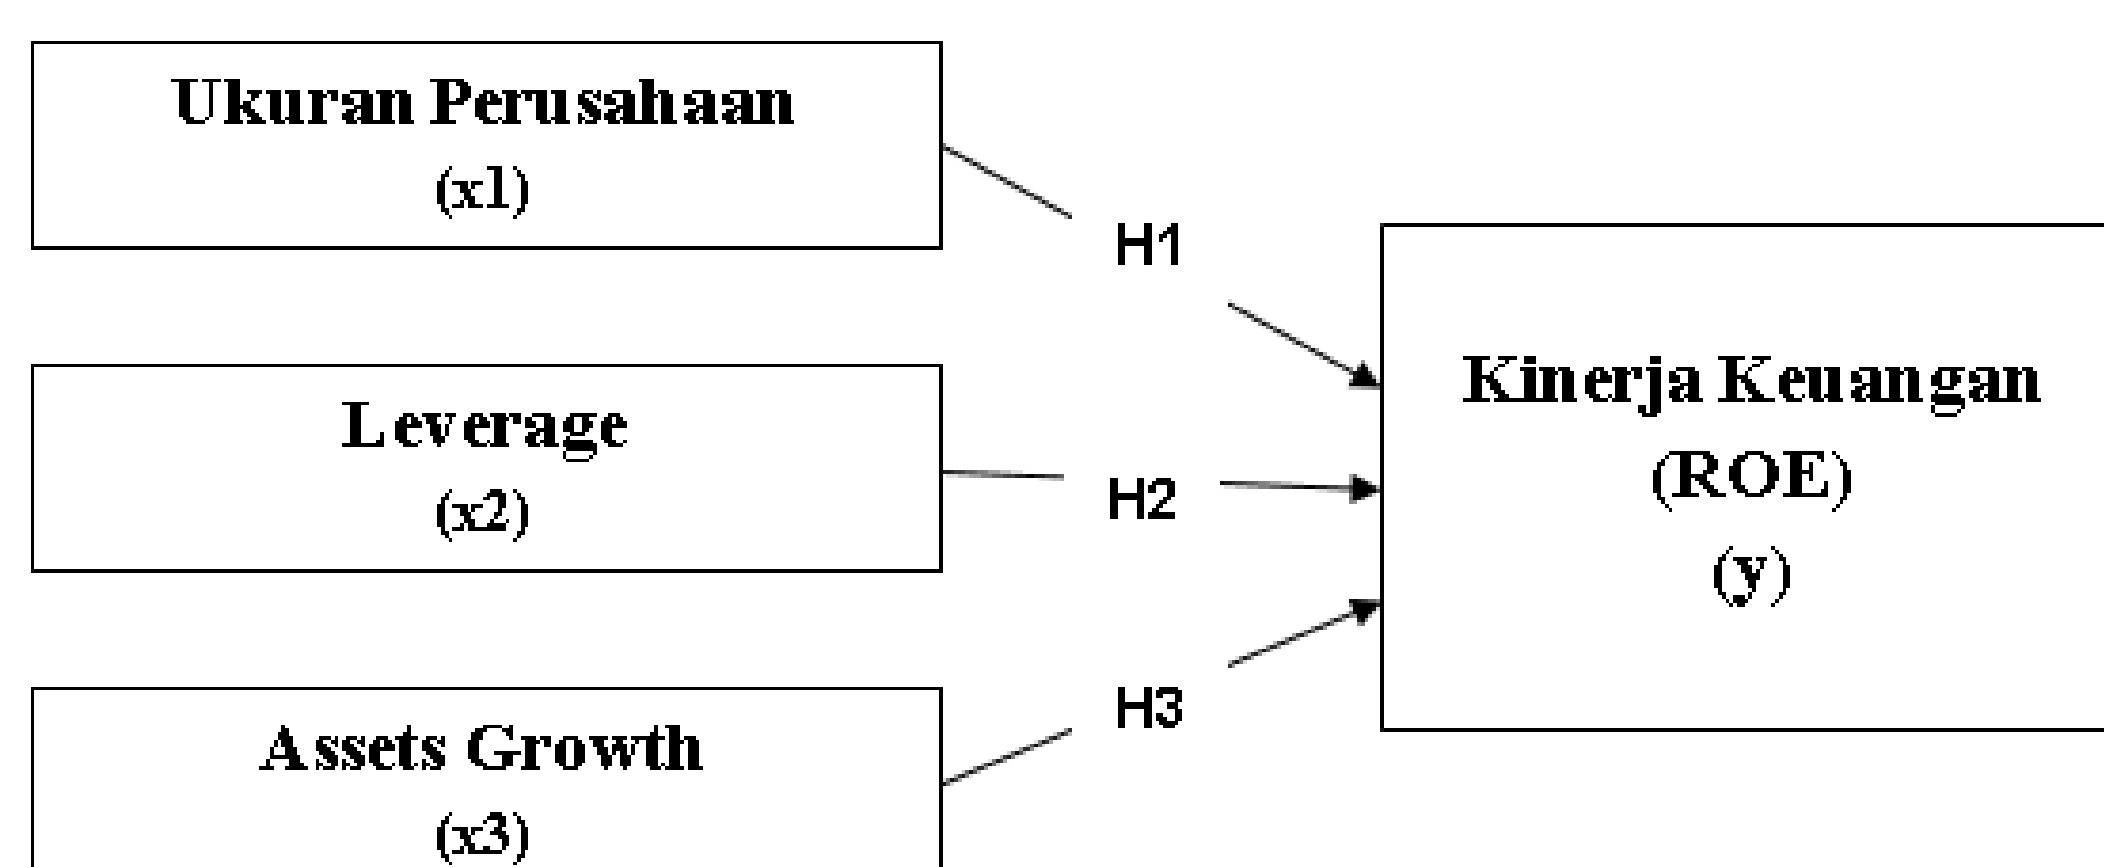 Ukuran Perusahaan
(x1)
H1
Leverage
(x2)
H2
Assets Growth
(x3)
H3
Kinerja Keuangan
(ROE)
(y)